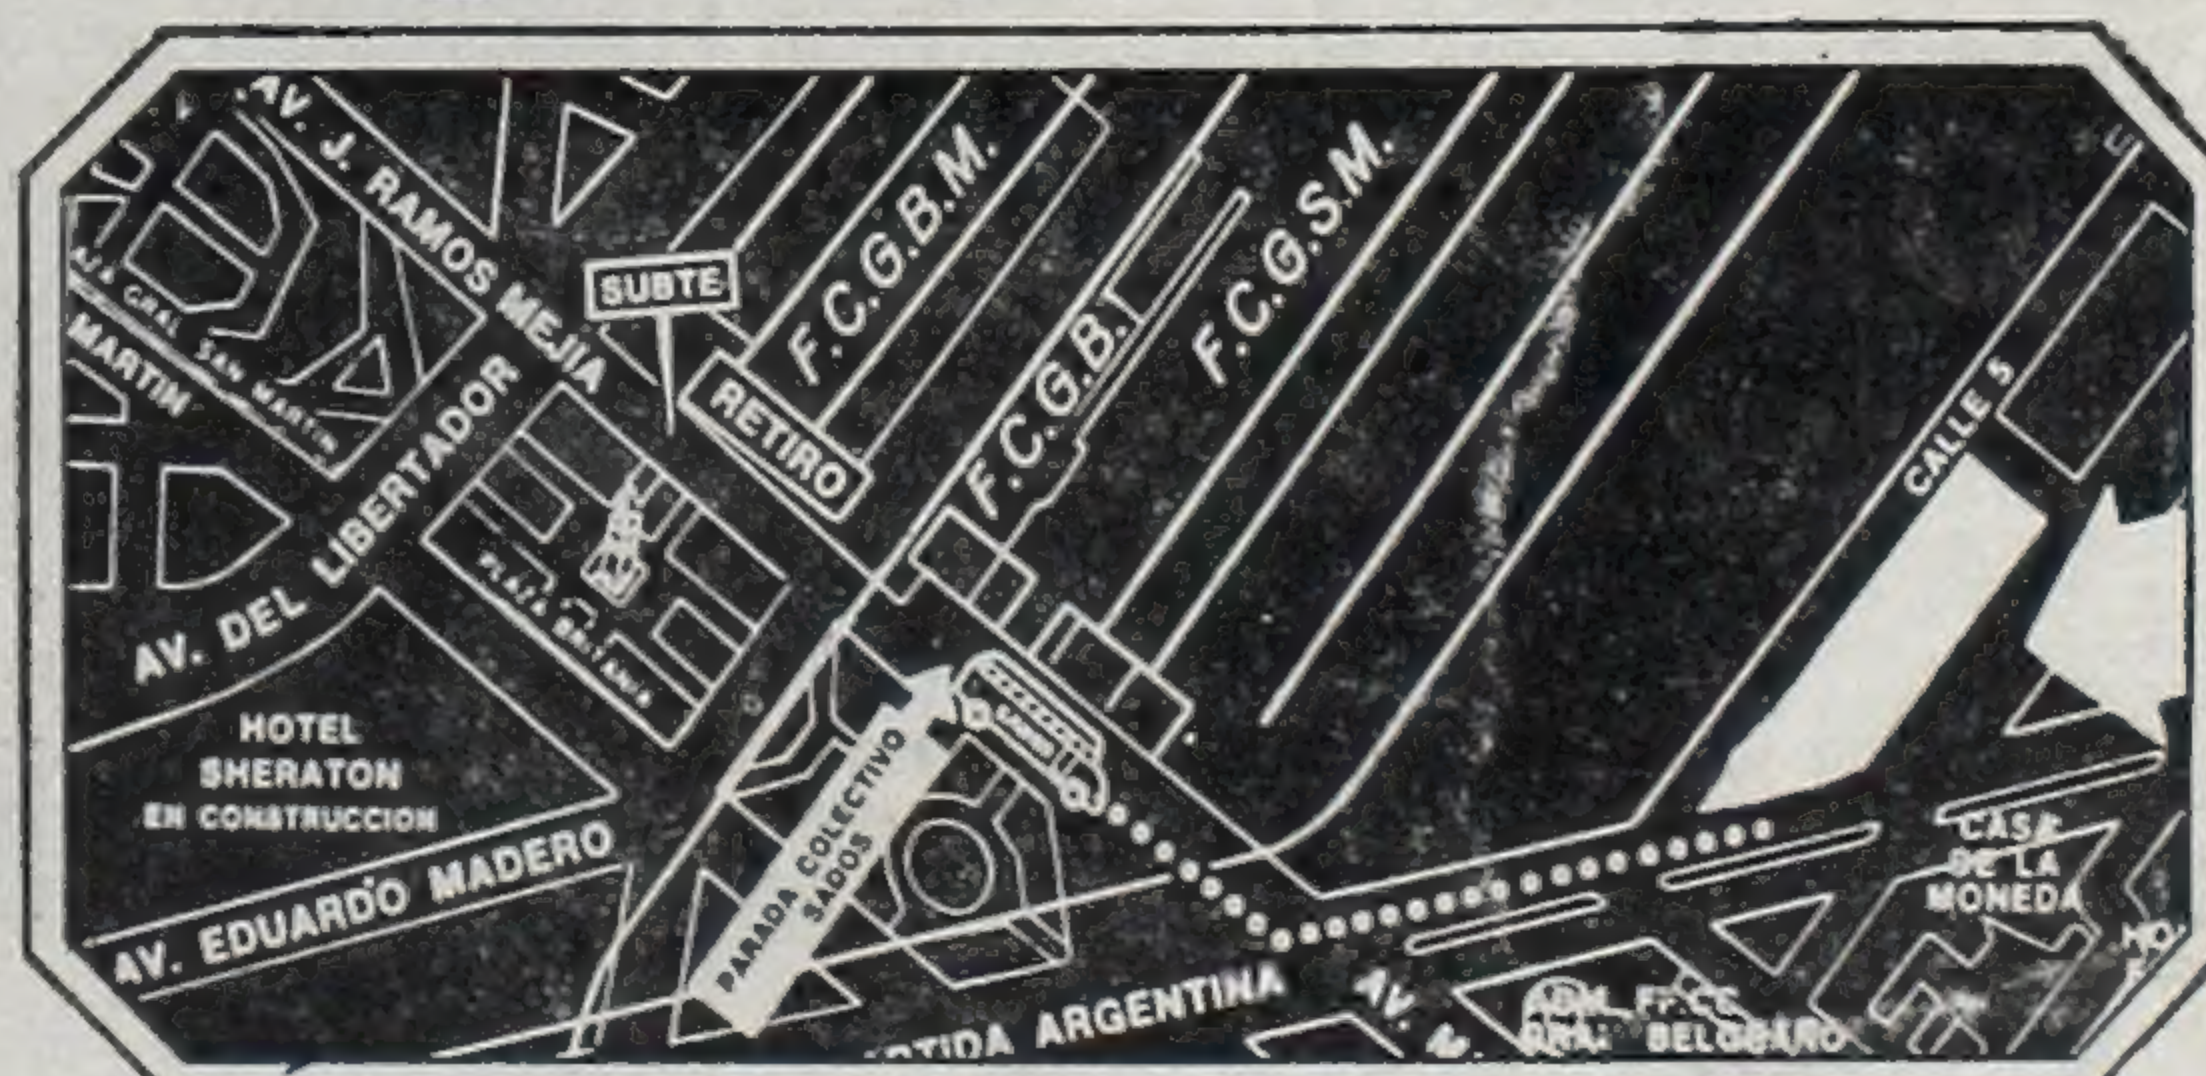 AV. J. RAMOS MEJIA
SUBTE
F.C.G.B.M.
F.C.G.B.
F.C.G.S.M.
RETIRO
GRAL SAN MARTIN
MARTIN
AV. DEL LIBERTADOR
PLAZA BRITANIA
CALLE 5
HOTEL
SHERATON
EN CONSTRUCCION
AV. EDUARDO MADERO
PARADA COLECTIVO
SADOS
CASA
DE LA
MONEDA
RTIDA ARGENTINA
AV.
ADM. FF.CC.
GRAL. BELGRANO